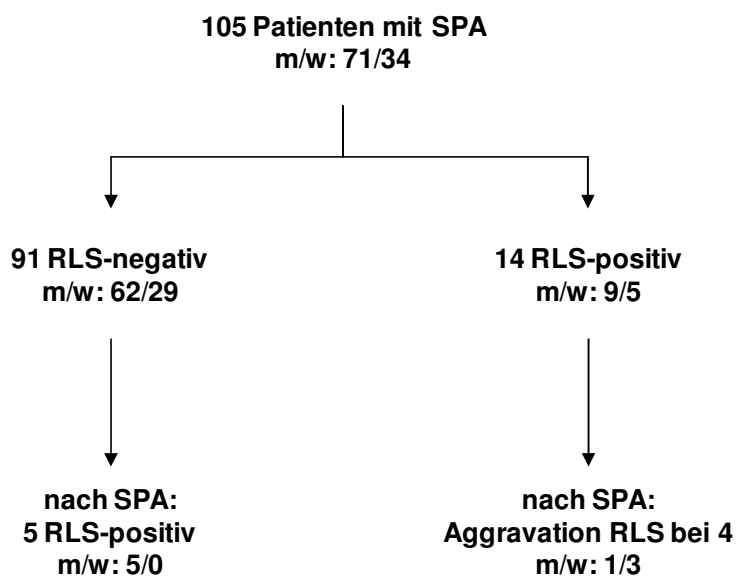 105 Patienten mit SPA
m/w: 71/34
91 RLS-negativ
m/w: 62/29
14 RLS-positiv
m/w: 9/5
nach SPA:
5 RLS-positiv
m/w: 5/0
nach SPA:
Aggravation RLS bei 4
m/w: 1/3